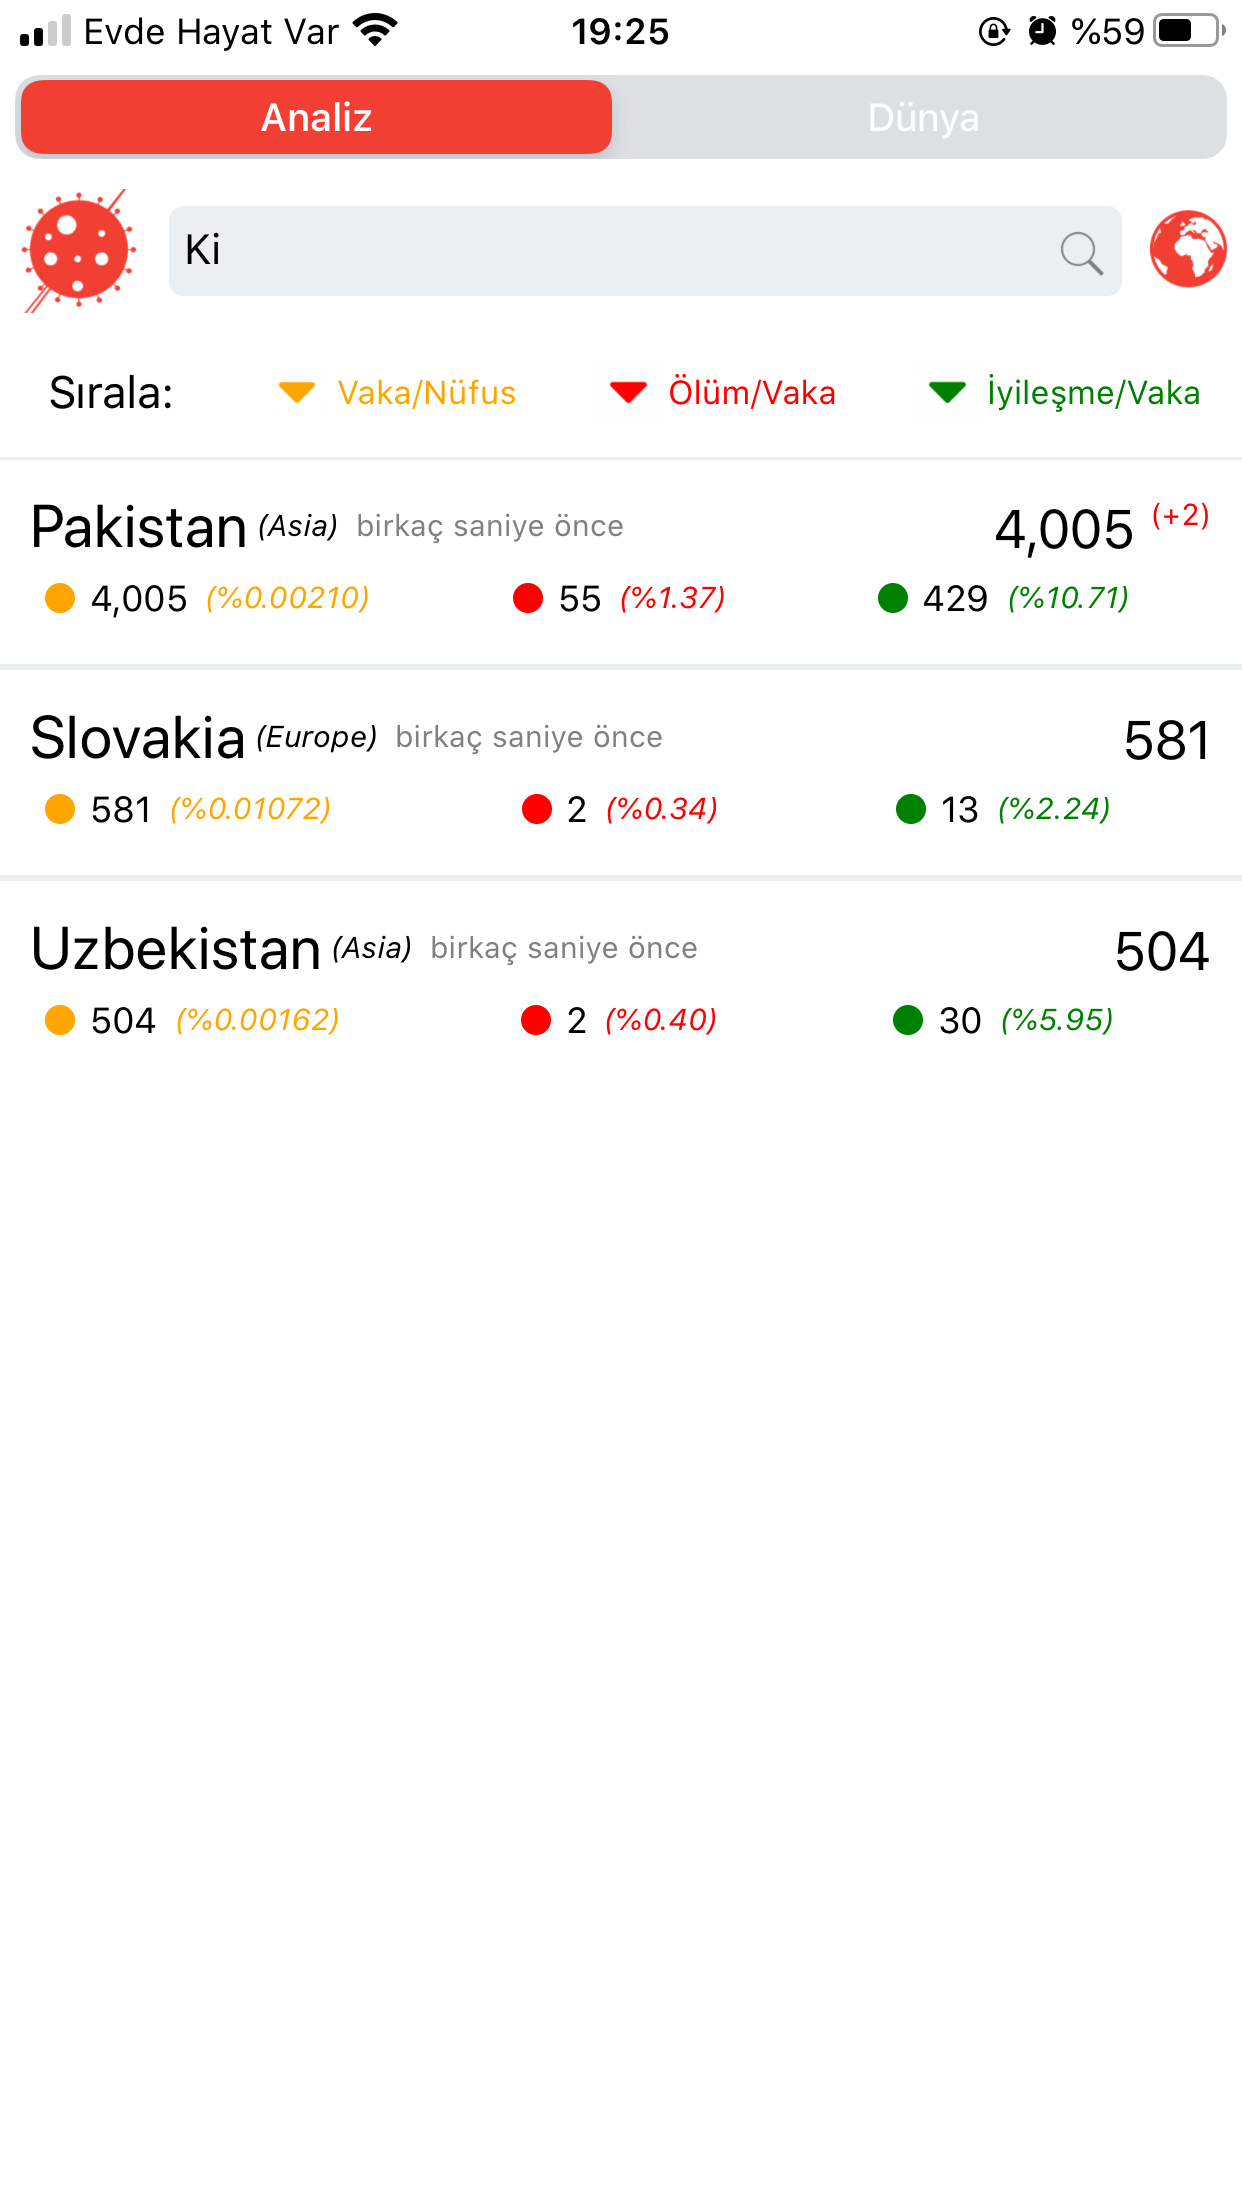 Evde Hayat Var 19:25 %59
Analiz Dünya
Ki
Sırala: Vaka/Nüfus Ölüm/Vaka İyileşme/Vaka
Pakistan (Asia) birkaç saniye önce 4,005 (+2)
4,005 (%0.00210) 55 (%1.37) 429 (%10.71)
Slovakia (Europe) birkaç saniye önce 581
581 (%0.01072) 2 (%0.34) 13 (%2.24)
Uzbekistan (Asia) birkaç saniye önce 504
504 (%0.00162) 2 (%0.40) 30 (%5.95)